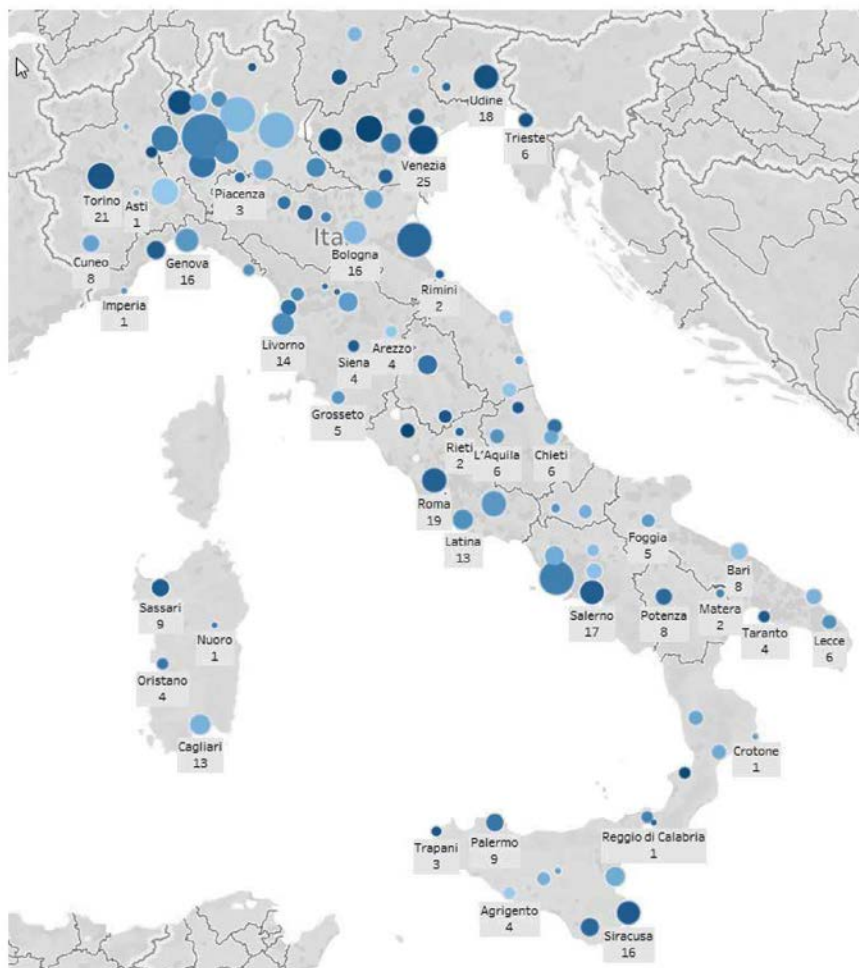 Udine
18
Trieste
6
Venezia
25
Piacenza
3
Torino
21
Asti
1
Ita
Bologna
16
Cuneo
8
Genova
16
Rimini
2
Imperia
1
Livorno
14
Siena
4
Arezzo
4
Grosseto
5
Rieti
2
L'Aquila
6
Chieti
6
Roma
19
Latina
13
Foggia
5
Bari
8
Sassari
9
Nuoro
1
Salerno
17
Potenza
8
Matera
2
Taranto
4
Lecce
6
Oristano
4
Cagliari
13
Crotone
1
Trapani
3
Palermo
9
Reggio di Calabria
1
Agrigento
4
Siracusa
16